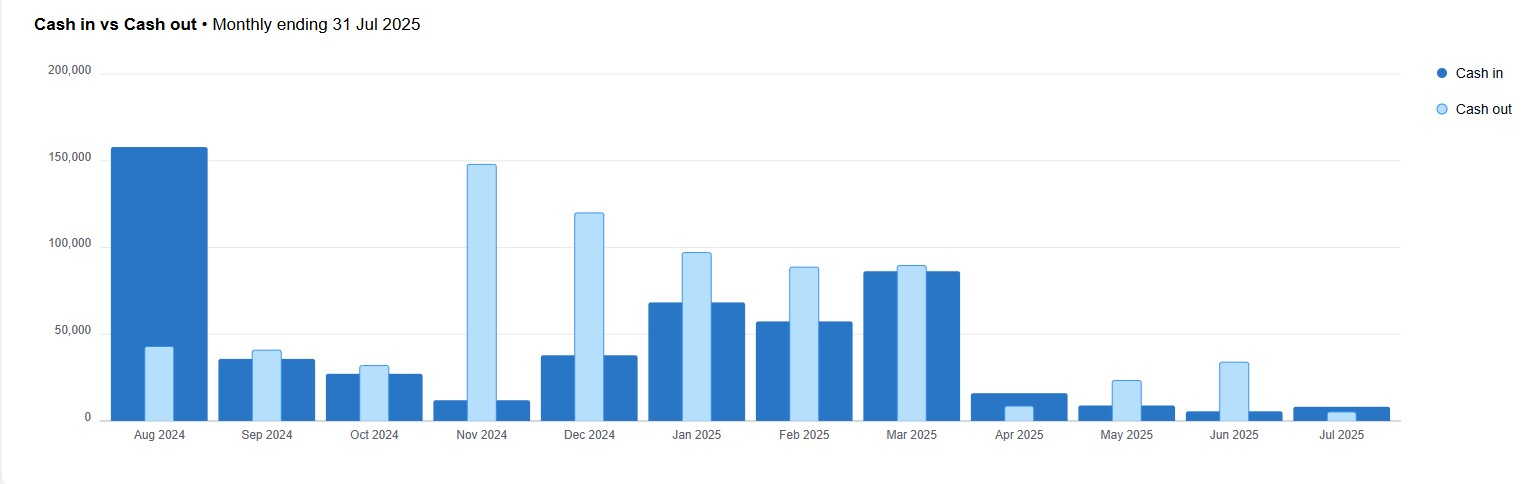 Cash in vs Cash out • Monthly ending 31 Jul 2025
200,000
150,000
100,000
50,000
0
Aug 2024 Sep 2024 Oct 2024 Nov 2024 Dec 2024 Jan 2025 Feb 2025 Mar 2025 Apr 2025 May 2025 Jun 2025 Jul 2025
Cash in
Cash out